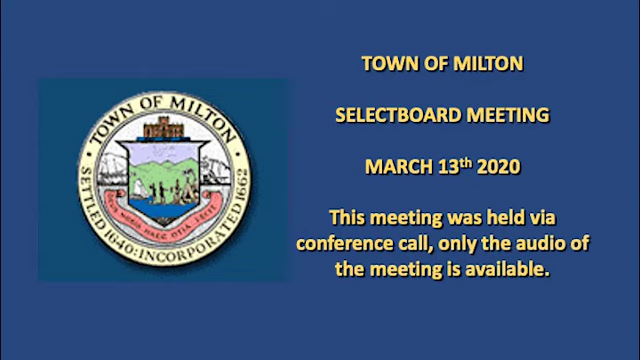 TOWN OF MILTON
SELECTBOARD MEETING
MARCH 13th 2020
This meeting was held via
conference call, only the audio of
the meeting is available.
TOWN OF MILTON
SETTLED 1640: INCORPORATED 1662